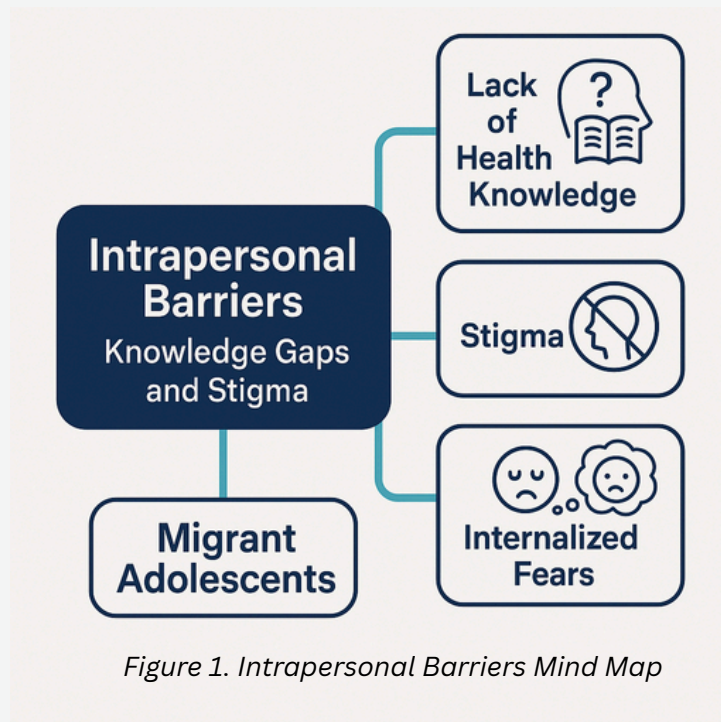 Intrapersonal
Barriers
Knowledge Gaps
and Stigma
Migrant
Adolescents
Lack
of
Health
Knowledge
?
Stigma
Internalized
Fears
Figure 1. Intrapersonal Barriers Mind Map